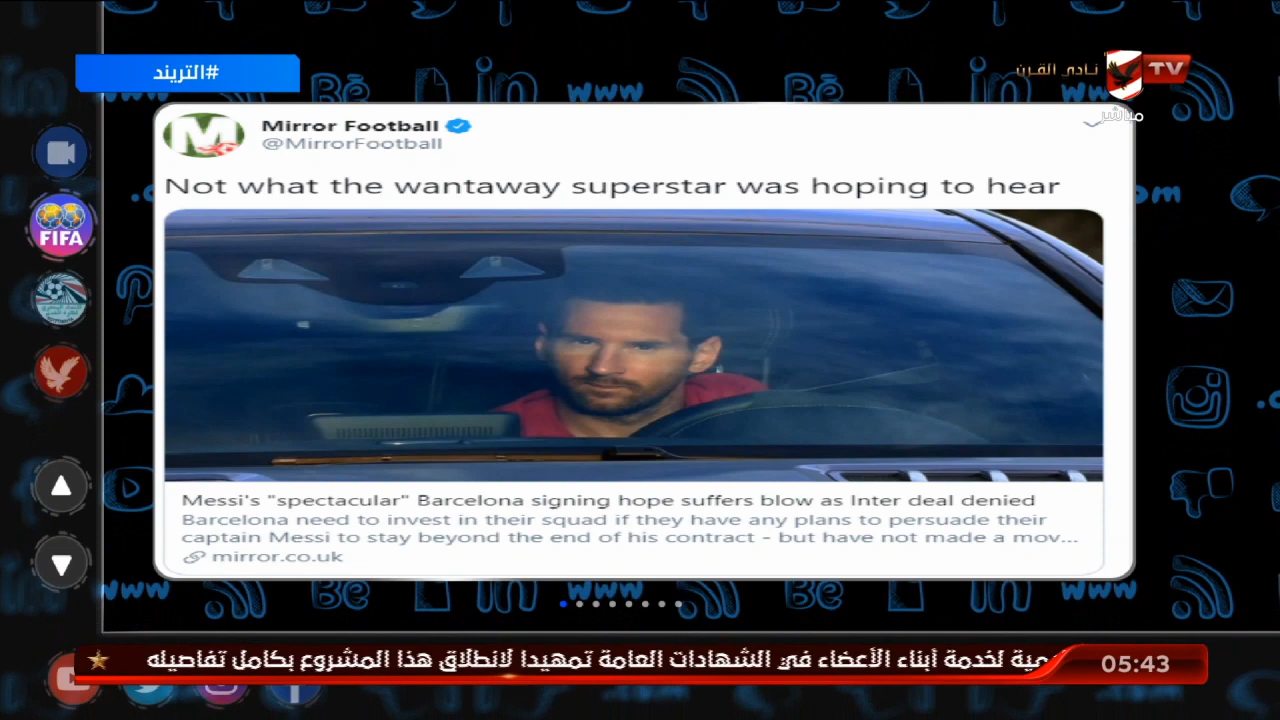 #التريند
نادي القرن
TV
مباشر
Mirror Football
@MirrorFootball
Not what the wantaway superstar was hoping to hear
FIFA
Messi's "spectacular" Barcelona signing hope suffers blow as Inter deal denied
Barcelona need to invest in their squad if they have any plans to persuade their
captain Messi to stay beyond the end of his contract - but have not made a mov...
mirror.co.uk
لخدمة أبناء الأعضاء في الشهادات العامة تمهيدا لانطلاق هذا المشروع بكامل تفاصيله
05:43